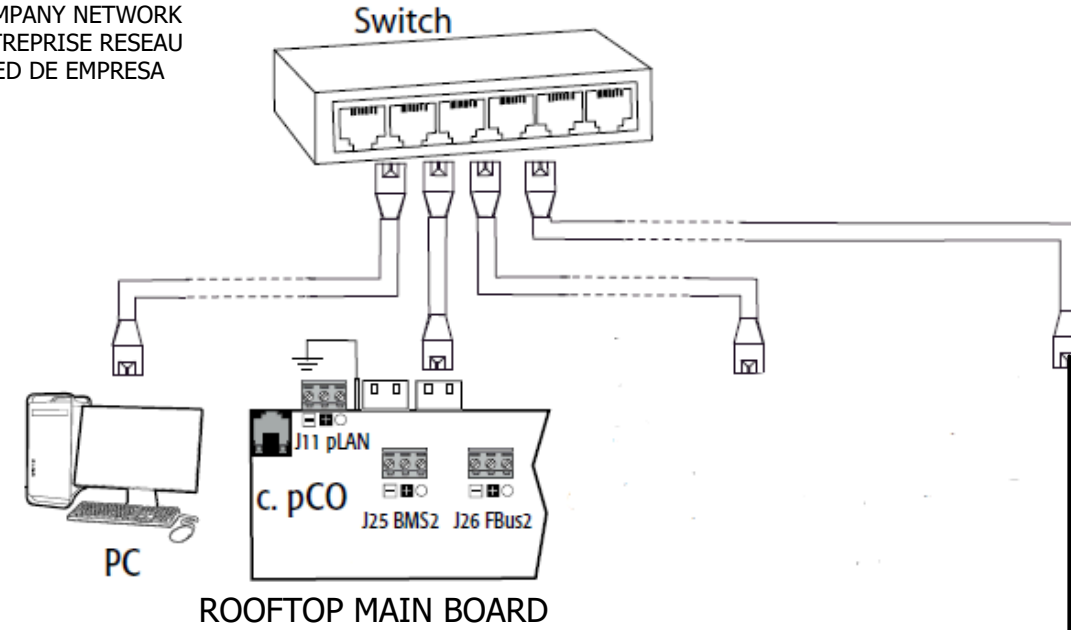 MPANY NETWORK
TREPRISE RESEAU
ED DE EMPRESA
Switch
J11 pLAN
c. pCO
J25 BMS2
J26 FBus2
PC
ROOFTOP MAIN BOARD